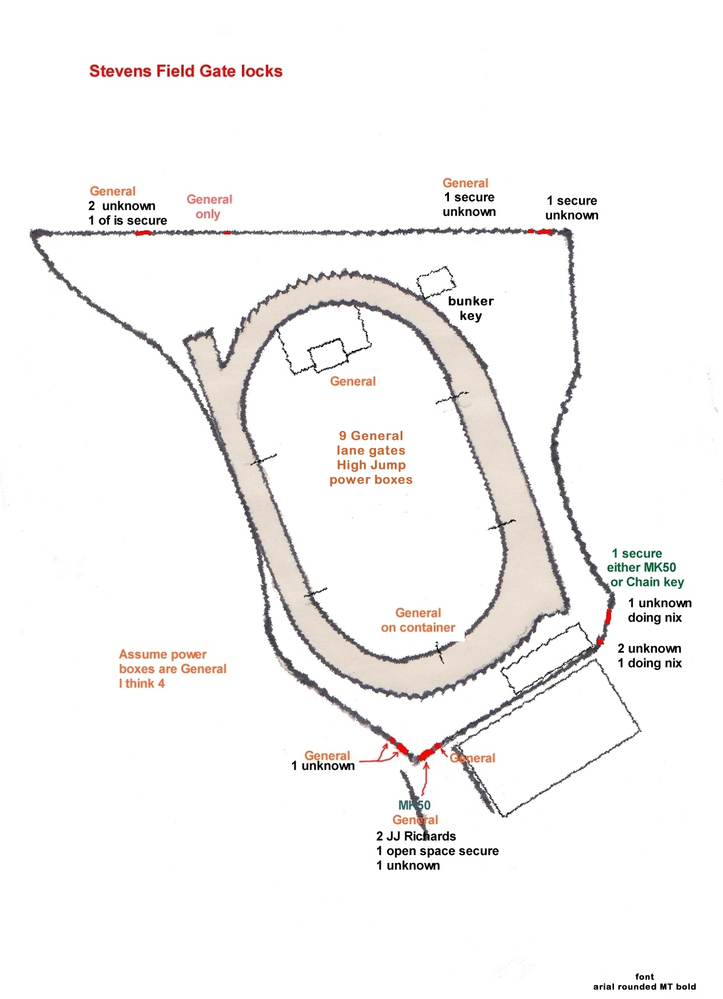 Stevens Field Gate locks
General
2 unknown
1 of is secure
General
only
General
1 secure
unknown
1 secure
unknown
bunker
key
General
9 General
lane gates
High Jump
power boxes
1 secure
either MK50
or Chain key
1 unknown
doing nix
General
on container
2 unknown
1 doing nix
Assume power
boxes are General
I think 4
General
1 unknown
General
MK50
General
2 JJ Richards
1 open space secure
1 unknown
font
arial rounded MT bold